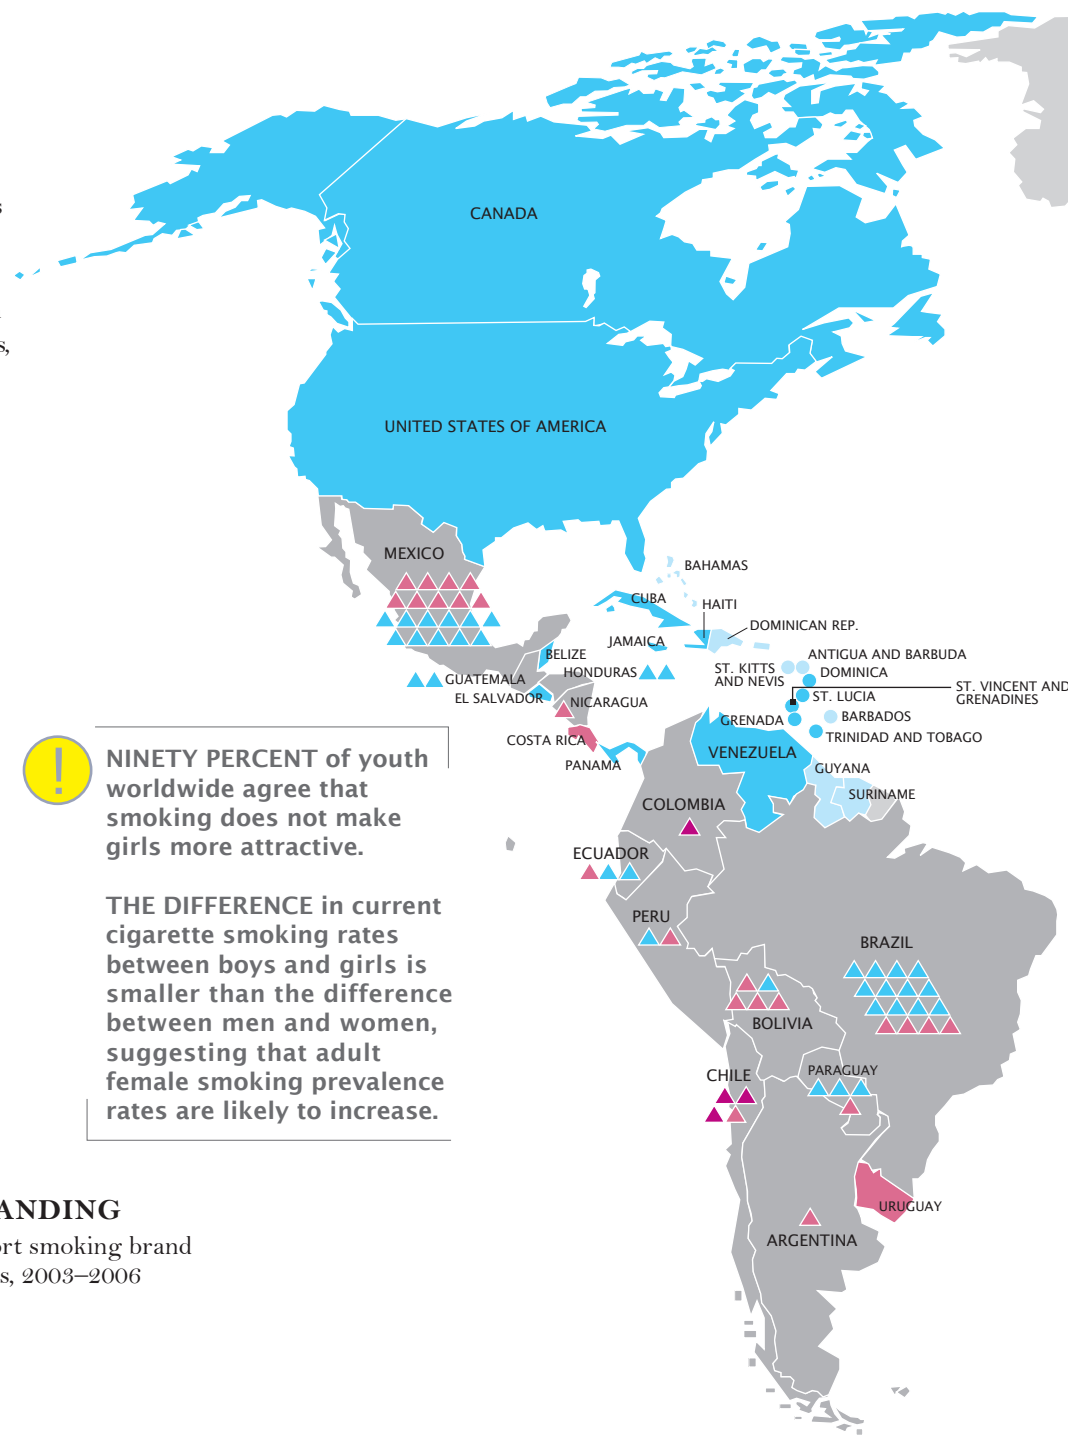 CANADA
UNITED STATES OF AMERICA
MEXICO
BAHAMAS
CUBA
HAITI
DOMINICAN REP.
JAMAICA
BELIZE
ANTIGUA AND BARBUDA
ST. KITTS
AND NEVIS
HONDURAS
DOMINICA
GUATEMALA
ST. VINCENT AND
GRENADINES
EL SALVADOR
NICARAGUA
ST. LUCIA
GRENADA
BARBADOS
TRINIDAD AND TOBAGO
COSTA RICA
PANAMA
VENEZUELA
GUYANA
SURINAME
COLOMBIA
ECUADOR
PERU
BRAZIL
BOLIVIA
CHILE
PARAGUAY
URUGUAY
ARGENTINA
!
NINETY PERCENT of youth
worldwide agree that
smoking does not make
girls more attractive.
THE DIFFERENCE in current
cigarette smoking rates
between boys and girls is
smaller than the difference
between men and women,
suggesting that adult
female smoking prevalence
rates are likely to increase.
ANDING
ort smoking brand
s, 2003–2006